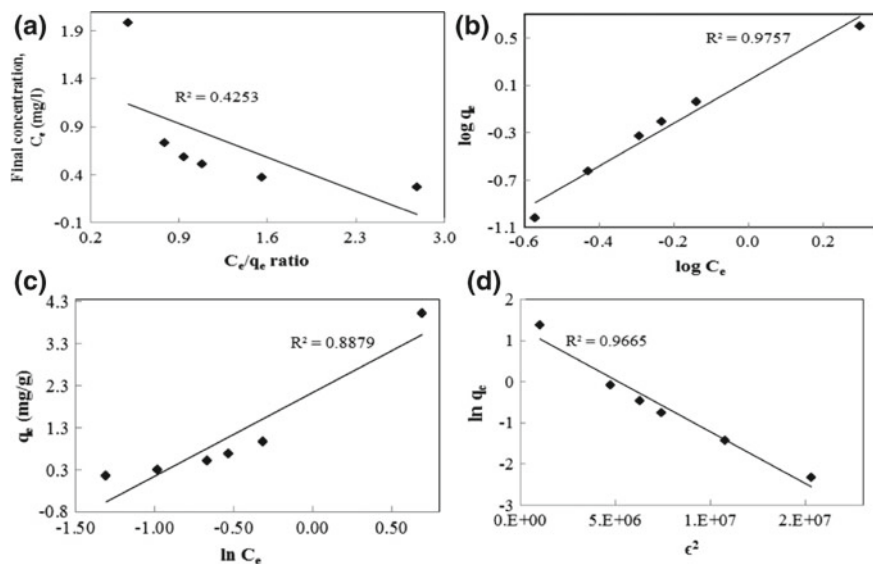 (a)
Final concentration,
Cₑ (mg/l)
1.9
1.4
0.9
0.4
-0.1
R² = 0.4253
0.2 0.9 1.6 2.3 3.0
Cₑ/qₑ ratio
(b)
log qₑ
0.5
0.1
-0.3
-0.7
-1.1
R² = 0.9757
-0.6 -0.4 -0.2 0.0 0.2
log Cₑ
(c)
qₑ (mg/g)
4.3
3.3
2.3
1.3
0.3
-0.8
R² = 0.8879
-1.50 -1.00 -0.50 0.00 0.50
ln Cₑ
(d)
ln qₑ
2
1
0
-1
-2
-3
R² = 0.9665
0.E+00 5.E+06 1.E+07 2.E+07
ϵ²